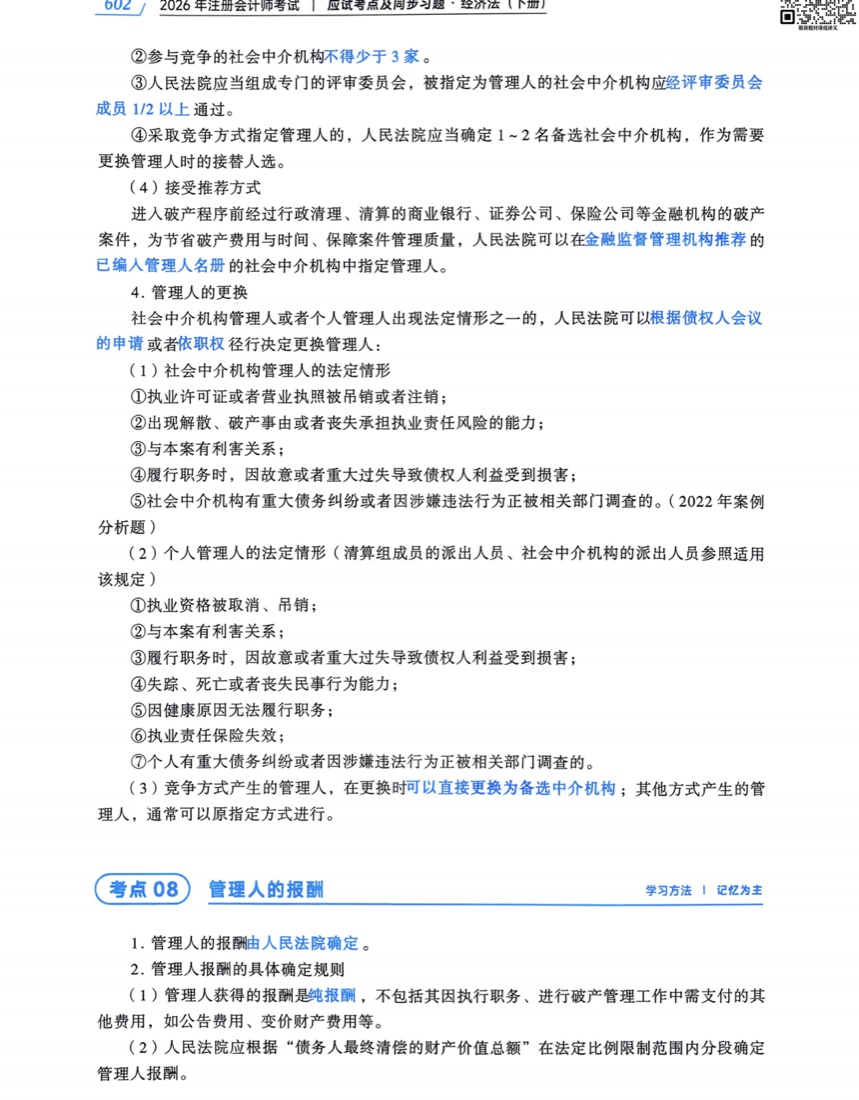 602 2026 年注册会计师考试 | 应试考点及同步习题·经济法(下册)
②参与竞争的社会中介机构不得少于 3 家。
③人民法院应当组成专门的评审委员会，被指定为管理人的社会中介机构应经评审委员会
成员 1/2 以上通过。
④采取竞争方式指定管理人的，人民法院应当确定 1~2 名备选社会中介机构，作为需要
更换管理人时的接替人选。
(4)接受推荐方式
进入破产程序前经过行政清理、清算的商业银行、证券公司、保险公司等金融机构的破产
案件，为节省破产费用与时间、保障案件管理质量，人民法院可以在金融监督管理机构推荐的
已编入管理人名册的社会中介机构中指定管理人。
4. 管理人的更换
社会中介机构管理人或者个人管理人出现法定情形之一的，人民法院可以根据债权人会议
的申请或者依职权径行决定更换管理人：
(1)社会中介机构管理人的法定情形
①执业许可证或者营业执照被吊销或者注销；
②出现解散、破产事由或者丧失承担执业责任风险的能力；
③与本案有利害关系；
④履行职务时，因故意或者重大过失导致债权人利益受到损害；
⑤社会中介机构有重大债务纠纷或者因涉嫌违法行为正被相关部门调查的。(2022 年案例
分析题)
(2)个人管理人的法定情形(清算组成员的派出人员、社会中介机构的派出人员参照适用
该规定)
①执业资格被取消、吊销；
②与本案有利害关系；
③履行职务时，因故意或者重大过失导致债权人利益受到损害；
④失踪、死亡或者丧失民事行为能力；
⑤因健康原因无法履行职务；
⑥执业责任保险失效；
⑦个人有重大债务纠纷或者因涉嫌违法行为正被相关部门调查的。
(3)竞争方式产生的管理人，在更换时可以直接更换为备选中介机构；其他方式产生的管
理人，通常可以原指定方式进行。
考点 08 管理人的报酬 学习方法 | 记忆为主
1. 管理人的报酬由人民法院确定。
2. 管理人报酬的具体确定规则
(1)管理人获得的报酬是纯报酬，不包括其因执行职务、进行破产管理工作中需支付的其
他费用，如公告费用、变价财产费用等。
(2)人民法院应根据“债务人最终清偿的财产价值总额”在法定比例限制范围内分段确定
管理人报酬。